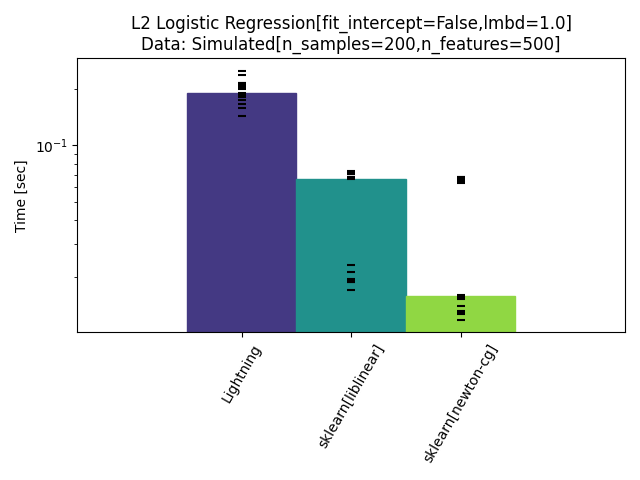 L2 Logistic Regression[fit_intercept=False,lmbd=1.0]
Data: Simulated[n_samples=200,n_features=500]
Time [sec]
10⁻¹
Lightning
sklearn[liblinear]
sklearn[newton-cg]